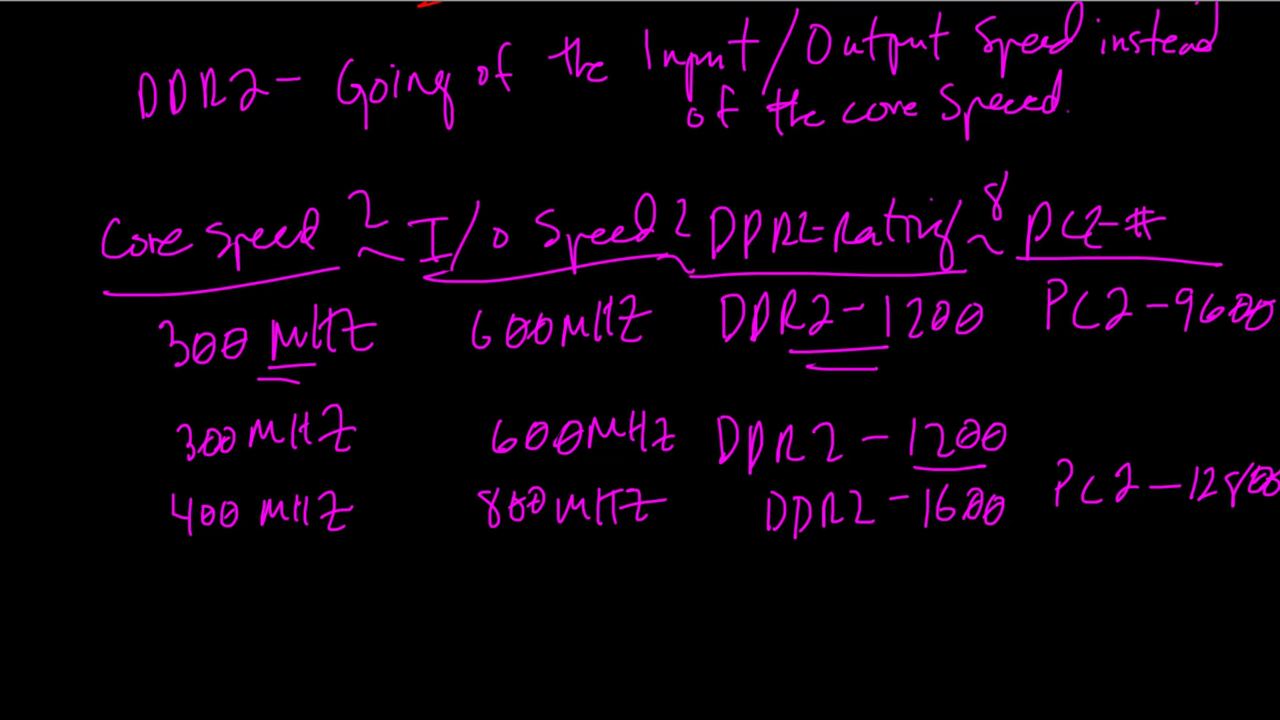 DDR2 - Going of the Input/Output Speed instead
of the core Speed.
Core Speed 2 I/O Speed 2 DDR2-Rating 8 PC2-#
300 MHZ 600MHZ DDR2-1200 PC2-9600
300MHZ 600MHZ DDR2-1200
400 MHZ 800MHZ DDR2-1600 PC2-12800